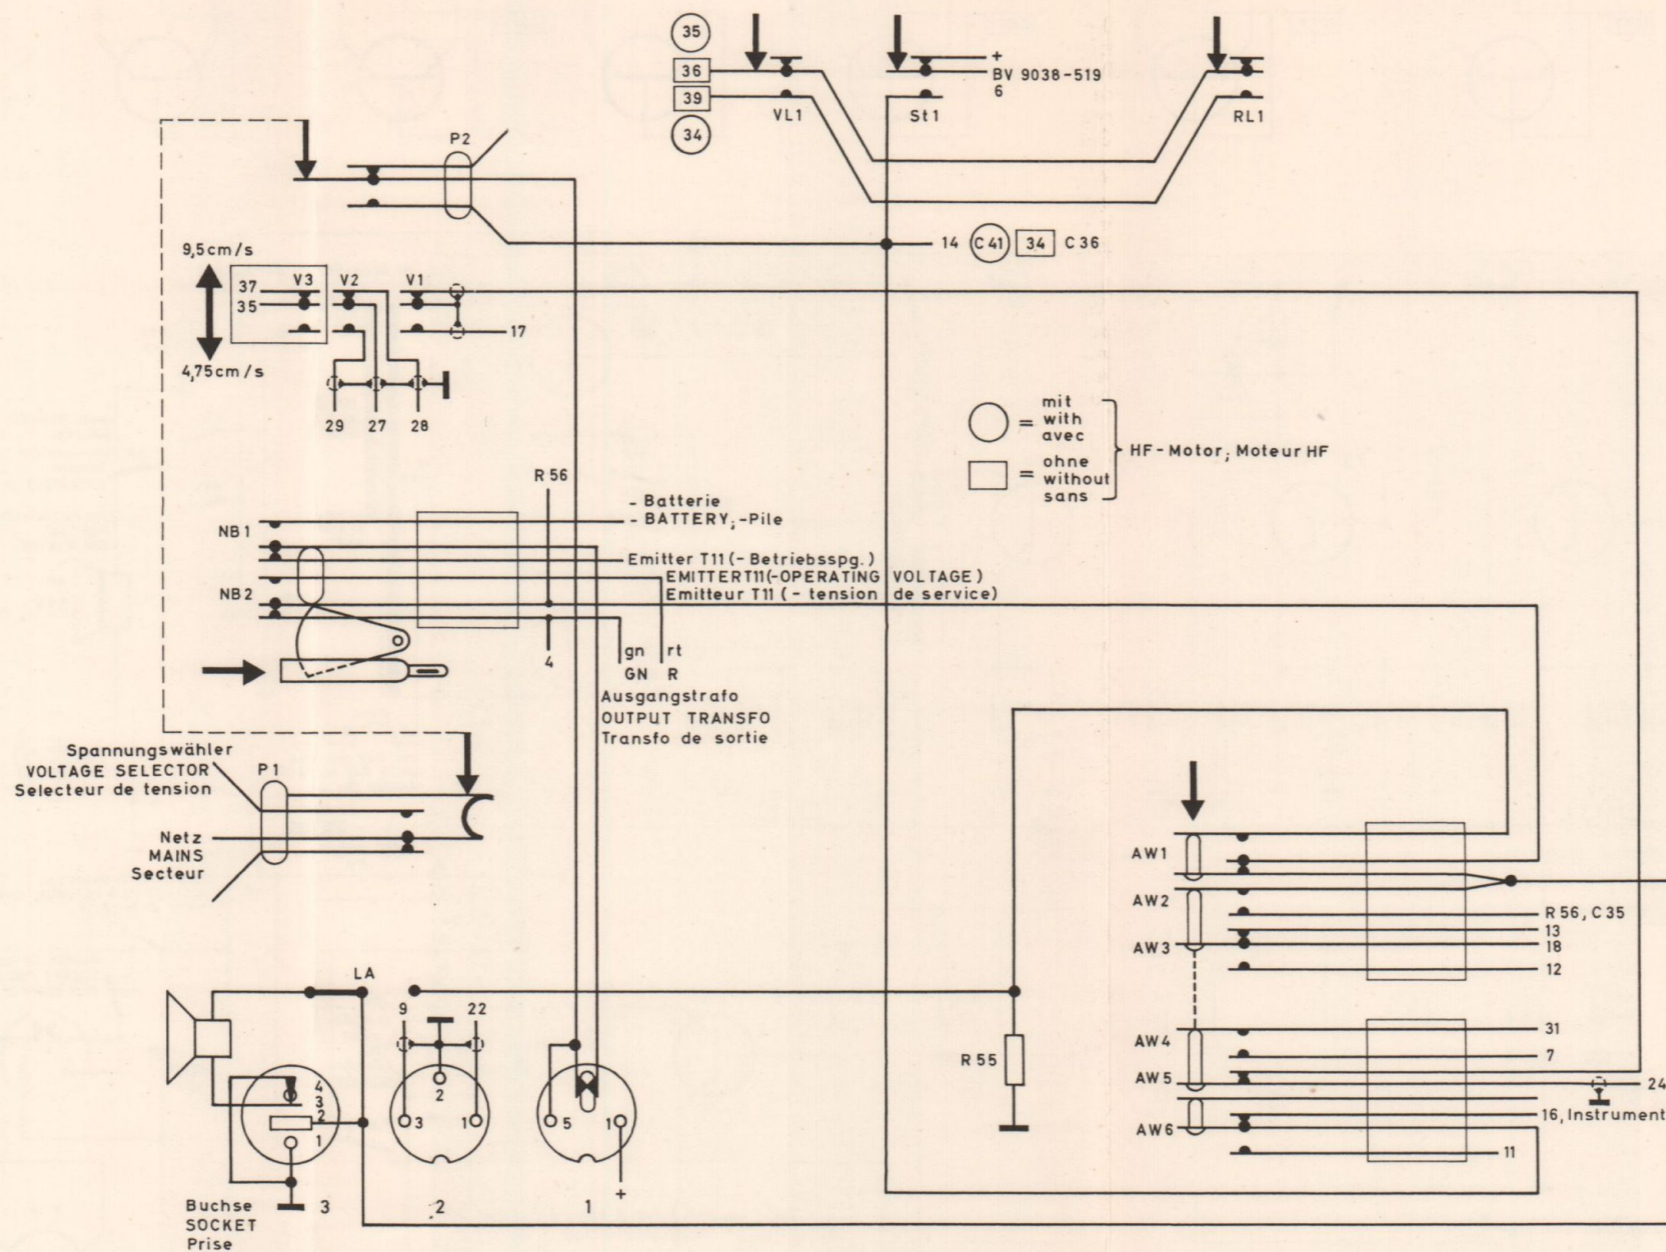 35
36
39
34
VL1
St1
+
BV 9038-519
6
RL1
P2
14 C41 34 C36
9,5cm/s
4,75cm/s
37
35
V3
V2
V1
17
29
27
28
mit
with
avec
ohne
without
sans
=
=
HF-Motor; Moteur HF
R 56
- Batterie
- BATTERY; -Pile
NB1
Emitter T11 (- Betriebsspg.)
EMITTERT11(-OPERATING VOLTAGE)
Emitteur T11 (- tension de service)
NB2
4
gn rt
GN R
Ausgangstrafo
OUTPUT TRANSFO
Transfo de sortie
Spannungswähler
VOLTAGE SELECTOR
Selecteur de tension
P1
Netz
MAINS
Secteur
AW1
AW2
AW3
R56, C35
13
18
12
AW4
AW5
AW6
31
7
24
16, Instrument
11
R 55
LA
9
22
4
3
2
1
2
3
1
5
1
+
Buchse
SOCKET
Prise
3
2
1